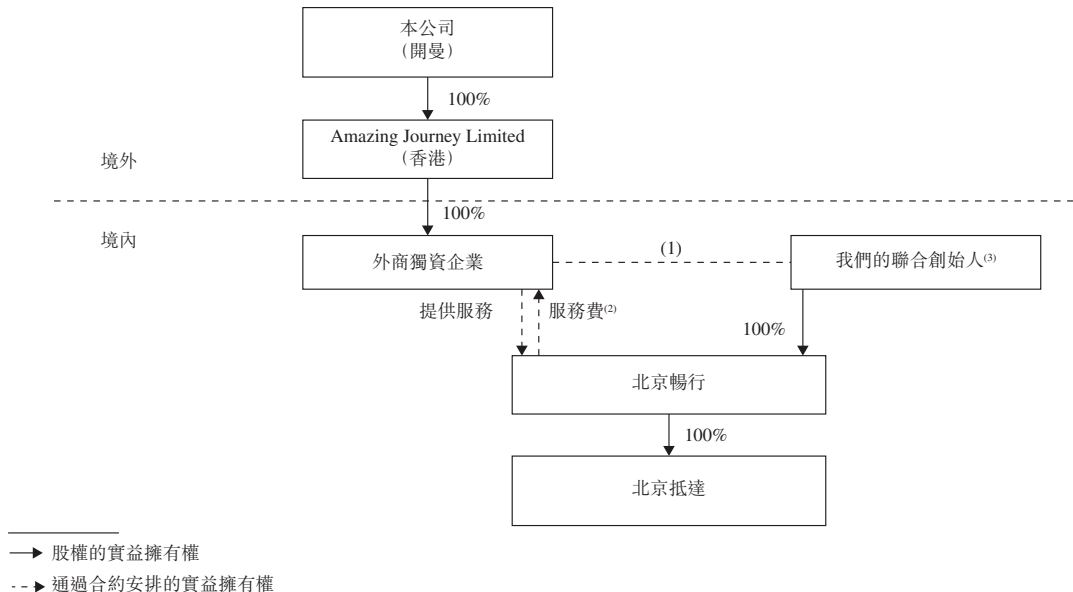 本公司
（開曼）
100%
Amazing Journey Limited
（香港）
境外
100%
境內
外商獨資企業
(1)
我們的聯合創始人(3)
提供服務
服務費(2)
100%
北京暢行
100%
北京抵達
股權的實益擁有權
通過合約安排的實益擁有權